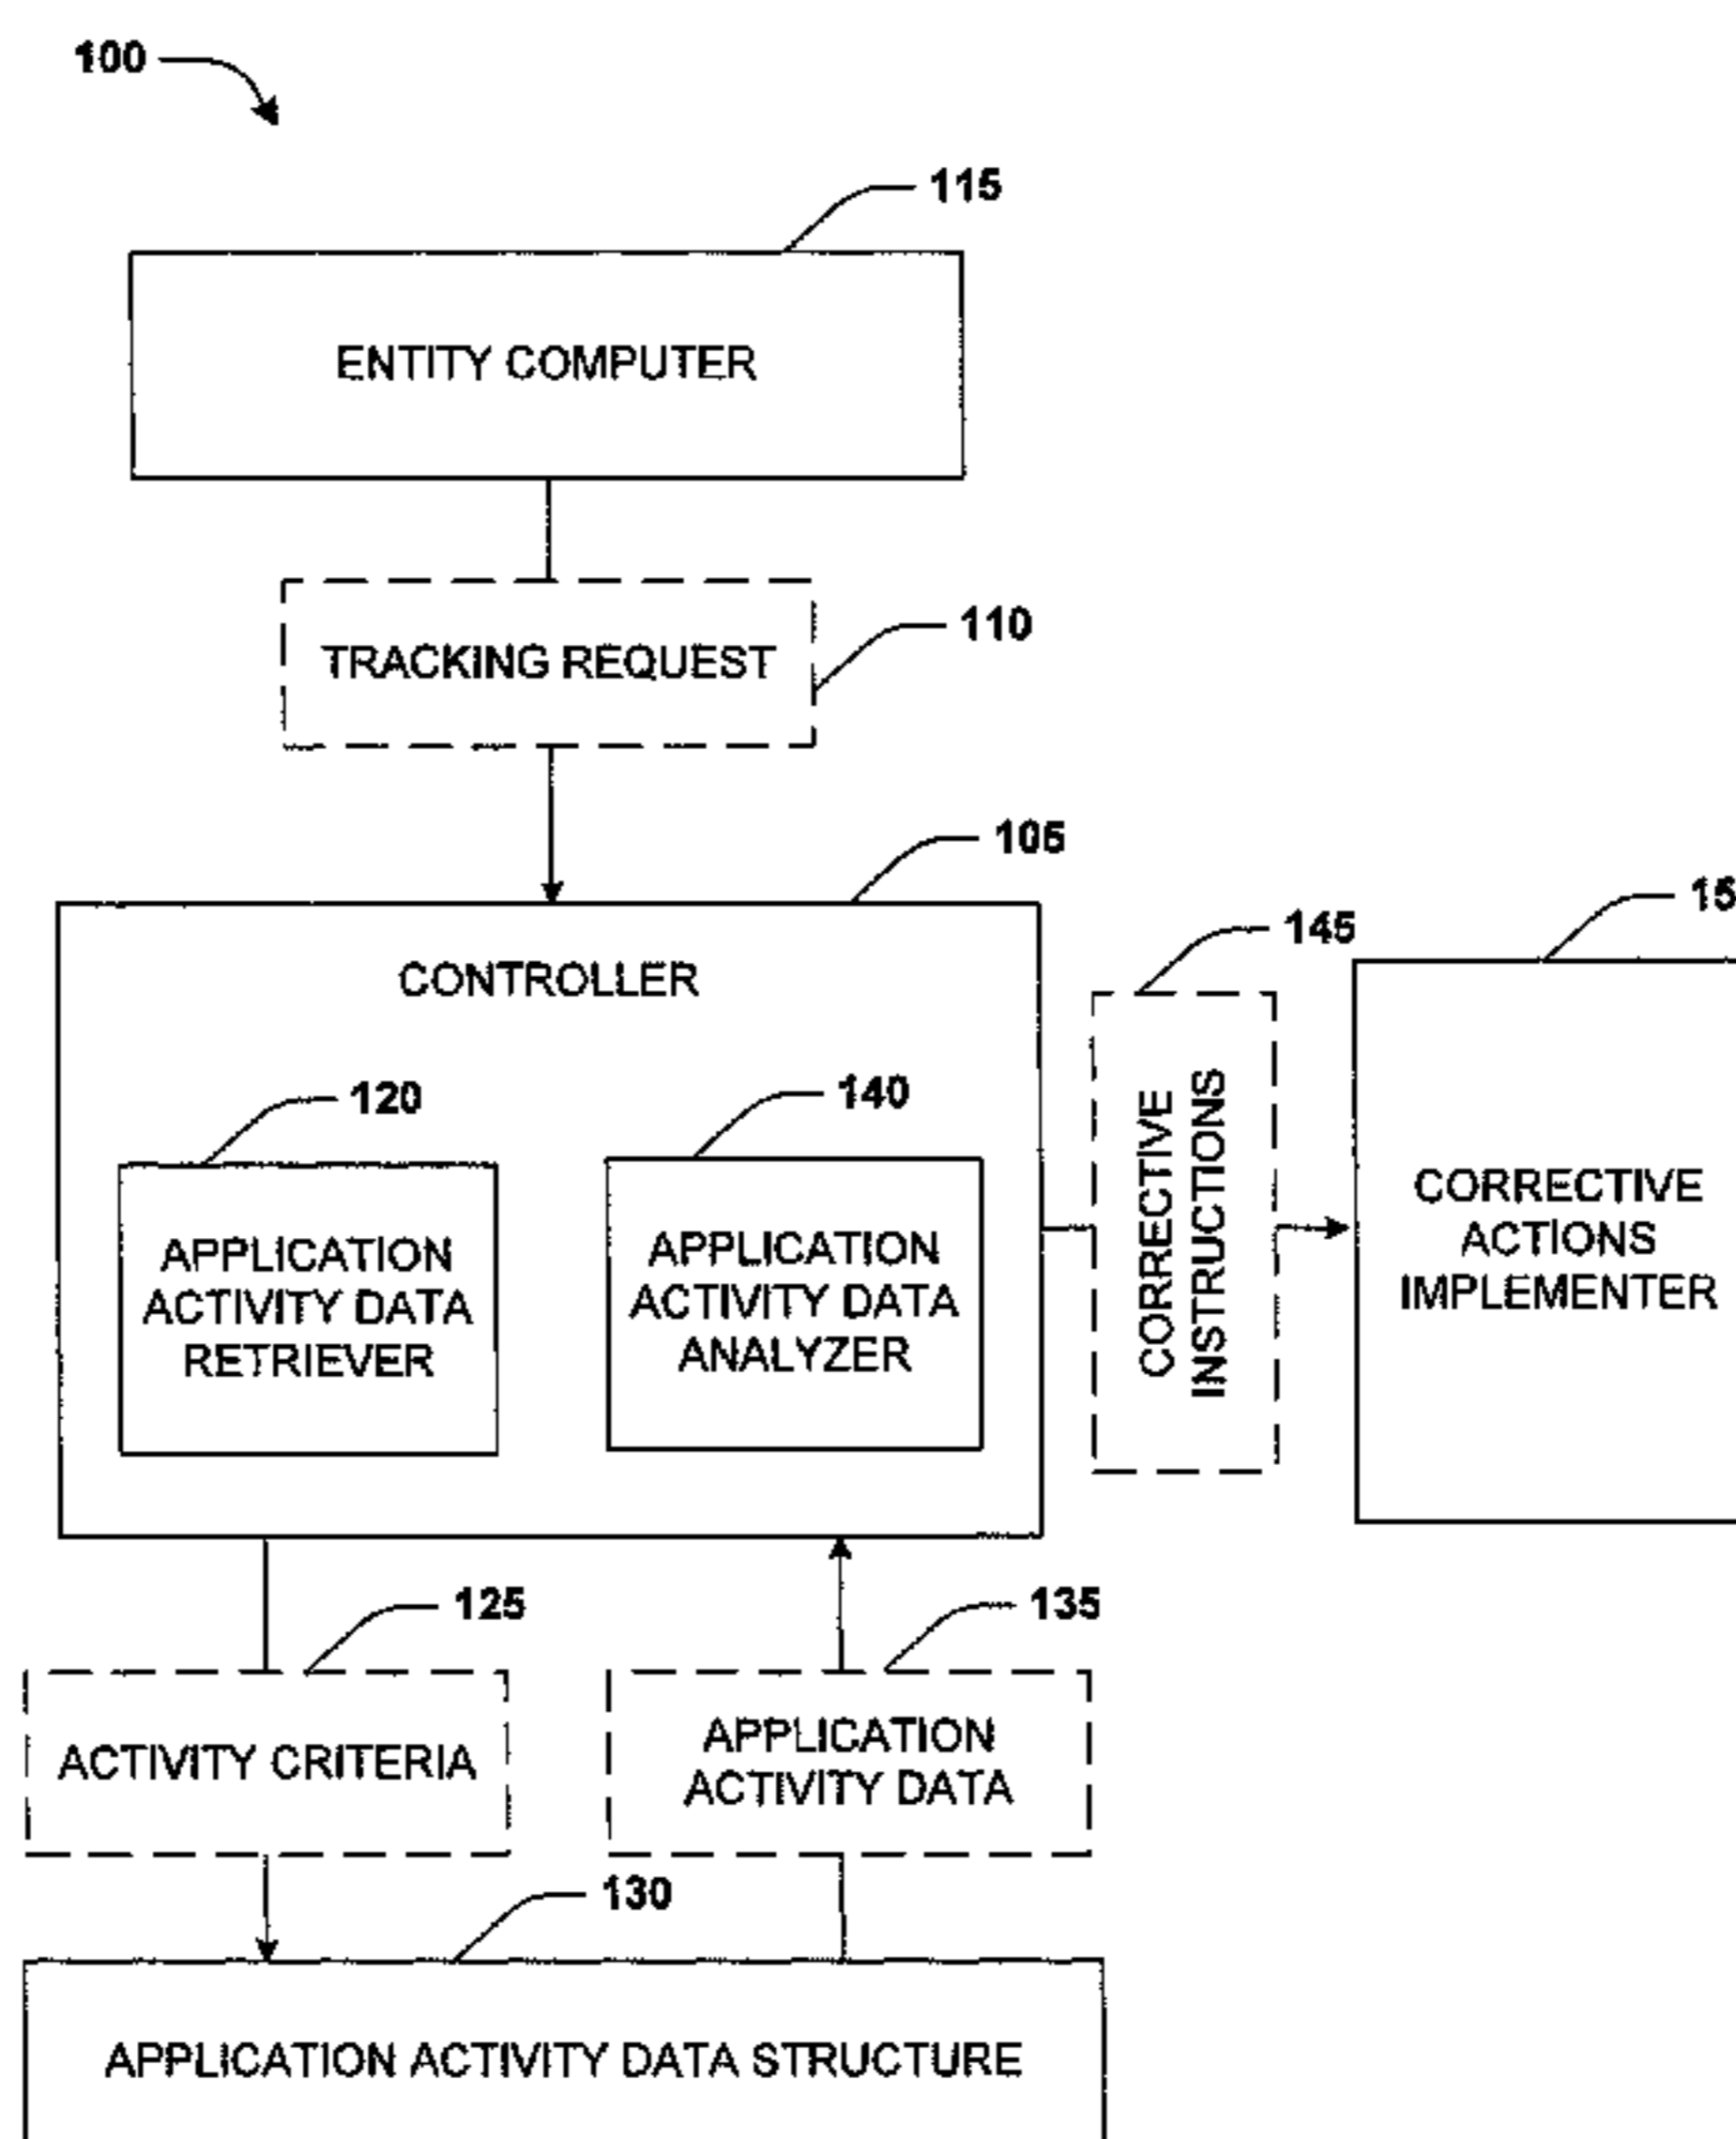 100
115
ENTITY COMPUTER
TRACKING REQUEST
110
105
CONTROLLER
145
15
120
140
APPLICATION
ACTIVITY DATA
RETRIEVER
APPLICATION
ACTIVITY DATA
ANALYZER
CORRECTIVE
INSTRUCTIONS
CORRECTIVE
ACTIONS
IMPLEMENTER
125
135
ACTIVITY CRITERIA
APPLICATION
ACTIVITY DATA
130
APPLICATION ACTIVITY DATA STRUCTURE